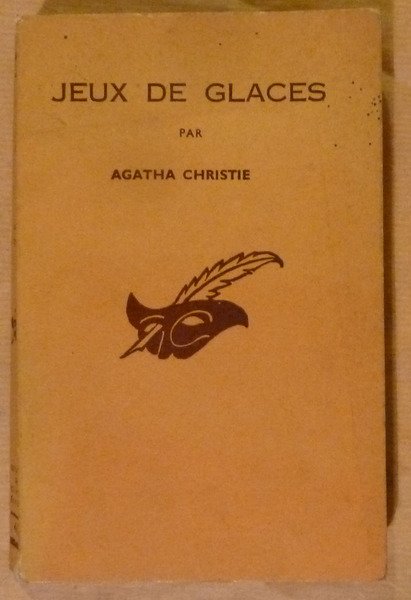 JEUX DE GLACES
PAR
AGATHA CHRISTIE